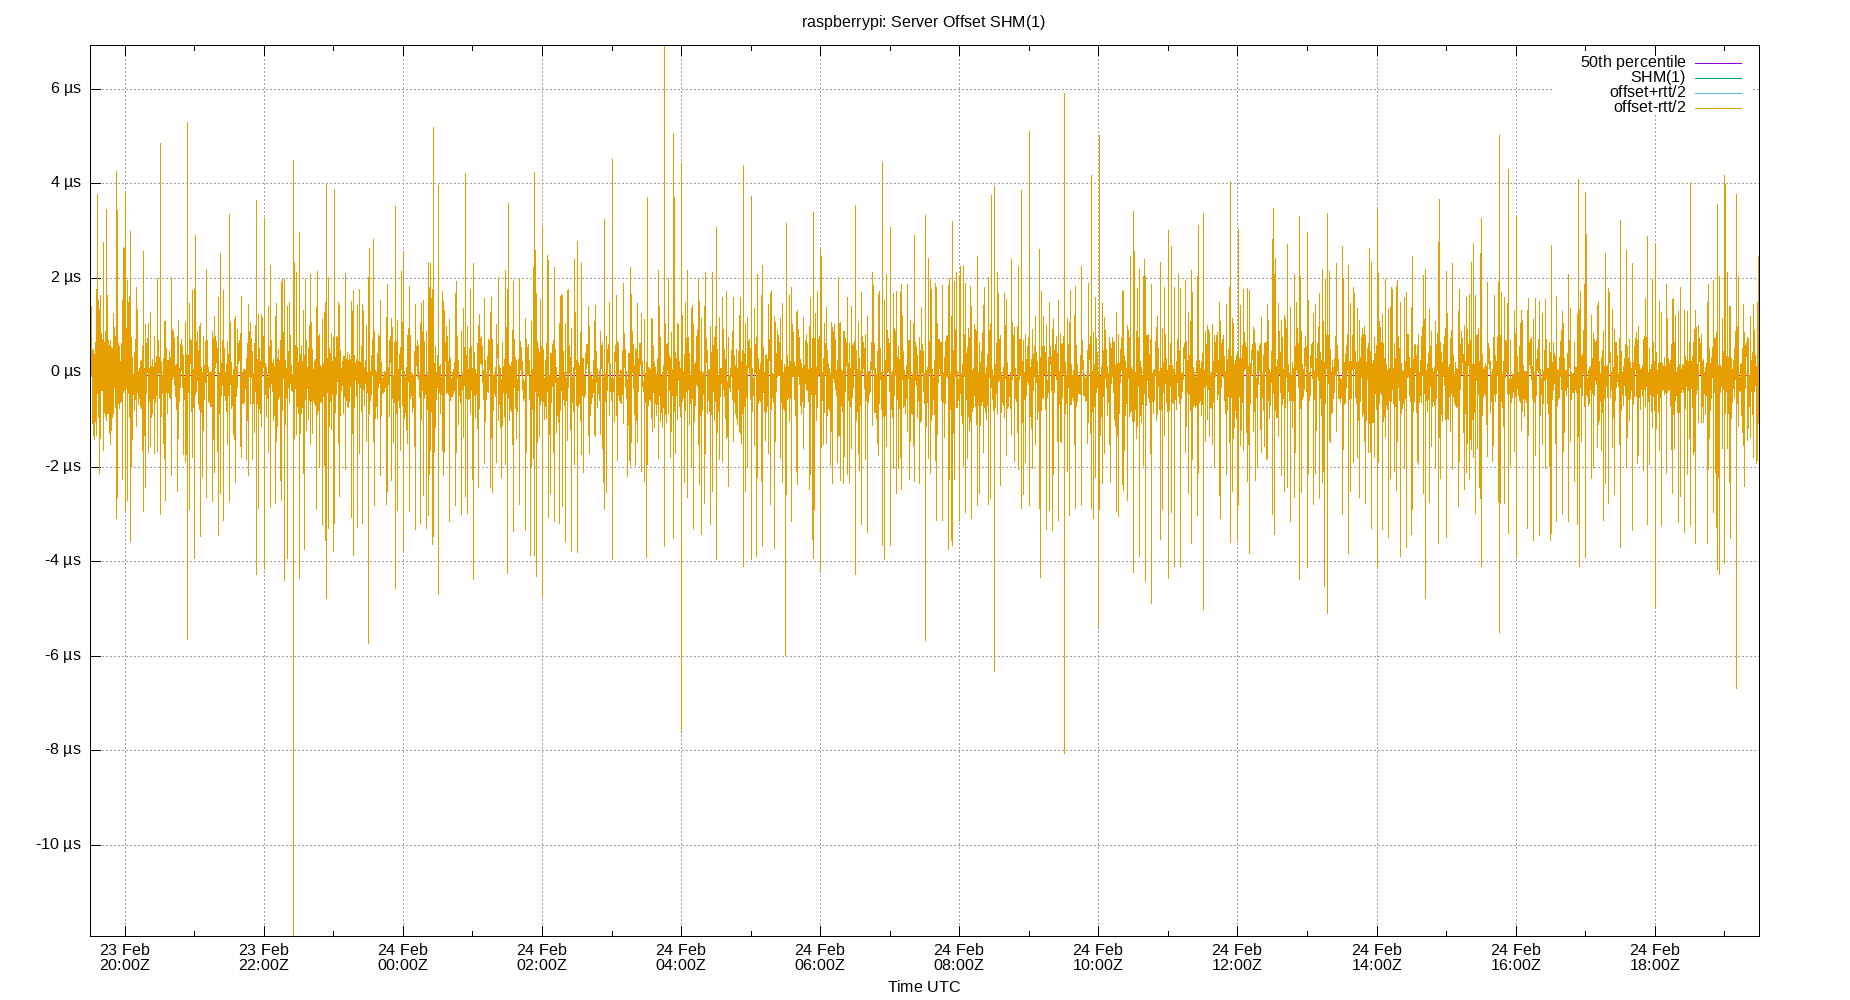 raspberrypi: Server Offset SHM(1)
50th percentile
SHM(1)
offset+rtt/2
offset-rtt/2
6 µs
4 µs
2 µs
0 µs
-2 µs
-4 µs
-6 µs
-8 µs
-10 µs
23 Feb 23 Feb 24 Feb 24 Feb 24 Feb 24 Feb 24 Feb 24 Feb 24 Feb 24 Feb 24 Feb 24 Feb
20:00Z 22:00Z 00:00Z 02:00Z 04:00Z 06:00Z 08:00Z 10:00Z 12:00Z 14:00Z 16:00Z 18:00Z
Time UTC